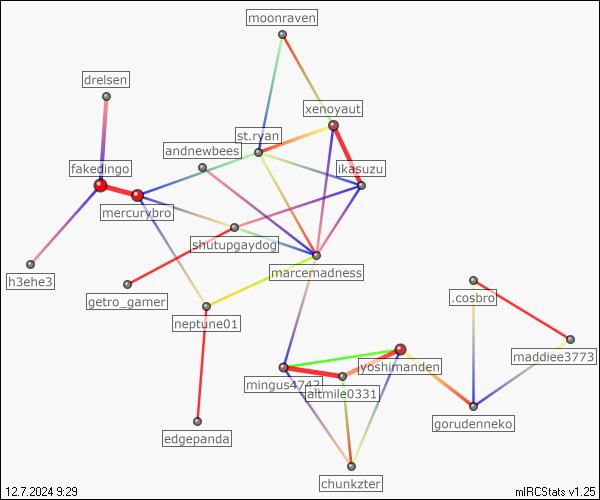 moonraven
drelsen
xenoyaut
st.ryan
andnewbees
fakedingo
ikasuzu
mercurybro
shutupgaydog
marcemadness
h3ehe3
getro_gamer
.cosbro
neptune01
maddiee3773
yoshimanden
mingus4742
altmile0331
gorudenneko
edgepanda
chunkzter
12.7.2024 9:29
mIRCStats v1.25